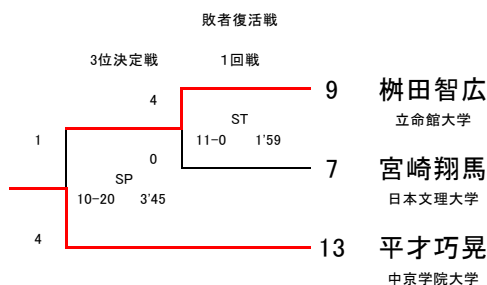 敗者復活戦
3位決定戦 1回戦
9 桝田智広
4
立命館大学
ST
1 11-0 1'59
0
7 宮崎翔馬
SP
10-20 3'45 日本文理大学
4
13 平才巧晃
中京学院大学